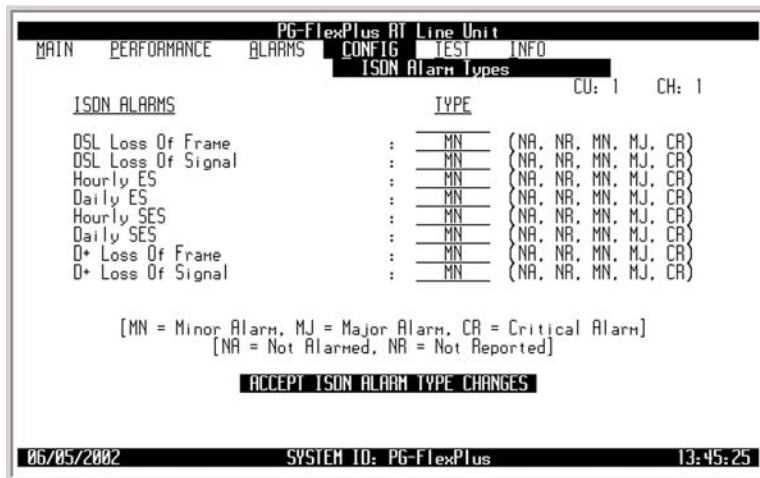 PG-FlexPlus RT Line Unit
MAIN PERFORMANCE ALARMS CONFIG TEST INFO
ISDN Alarm Types
CU: 1 CH: 1
ISDN ALARMS TYPE
DSL Loss Of Frame : MN (NA, NR, MN, MJ, CR)
DSL Loss Of Signal : MN (NA, NR, MN, MJ, CR)
Hourly ES : MN (NA, NR, MN, MJ, CR)
Daily ES : MN (NA, NR, MN, MJ, CR)
Hourly SES : MN (NA, NR, MN, MJ, CR)
Daily SES : MN (NA, NR, MN, MJ, CR)
D+ Loss Of Frame : MN (NA, NR, MN, MJ, CR)
D+ Loss Of Signal : MN (NA, NR, MN, MJ, CR)
[MN = Minor Alarm, MJ = Major Alarm, CR = Critical Alarm]
[NA = Not Alarmed, NR = Not Reported]
ACCEPT ISDN ALARM TYPE CHANGES
06/05/2002 SYSTEM ID: PG-FlexPlus 13:45:25